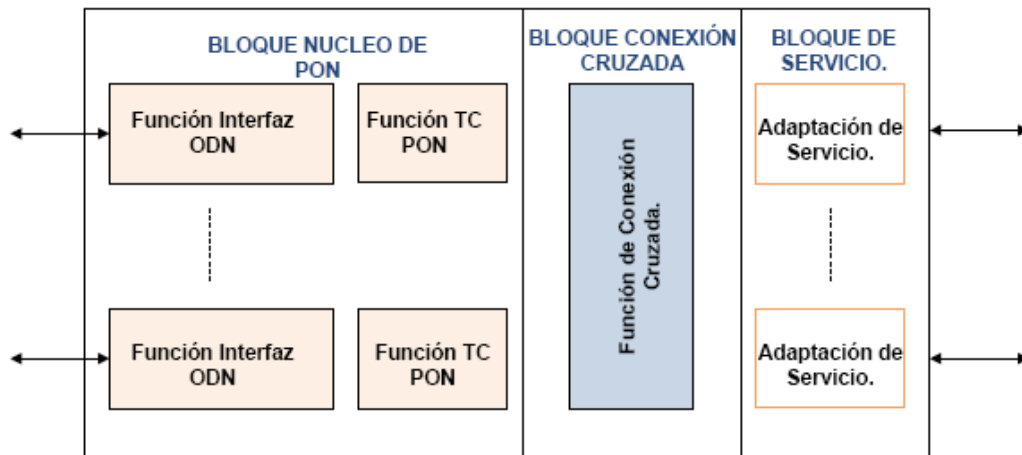 BLOQUE NUCLEO DE
PON
BLOQUE CONEXIÓN
CRUZADA
BLOQUE DE
SERVICIO.
Función Interfaz
ODN
Función TC
PON
Función de Conexión
Cruzada.
Adaptación de
Servicio.
Función Interfaz
ODN
Función TC
PON
Adaptación de
Servicio.